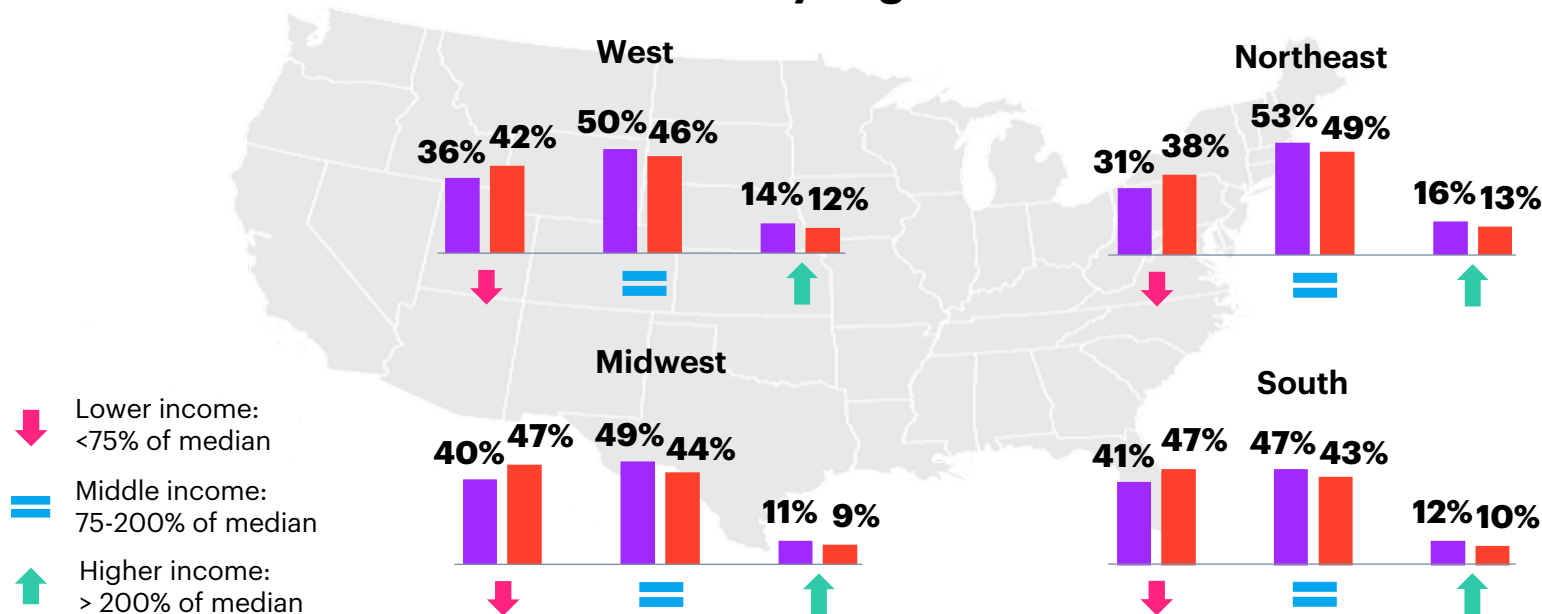 West
36% 42%
50% 46%
14% 12%
Northeast
31% 38%
53% 49%
16% 13%
Midwest
40% 47%
49% 44%
11% 9%
South
41% 47%
47% 43%
12% 10%
Lower income:
<75% of median
Middle income:
75-200% of median
Higher income:
> 200% of median